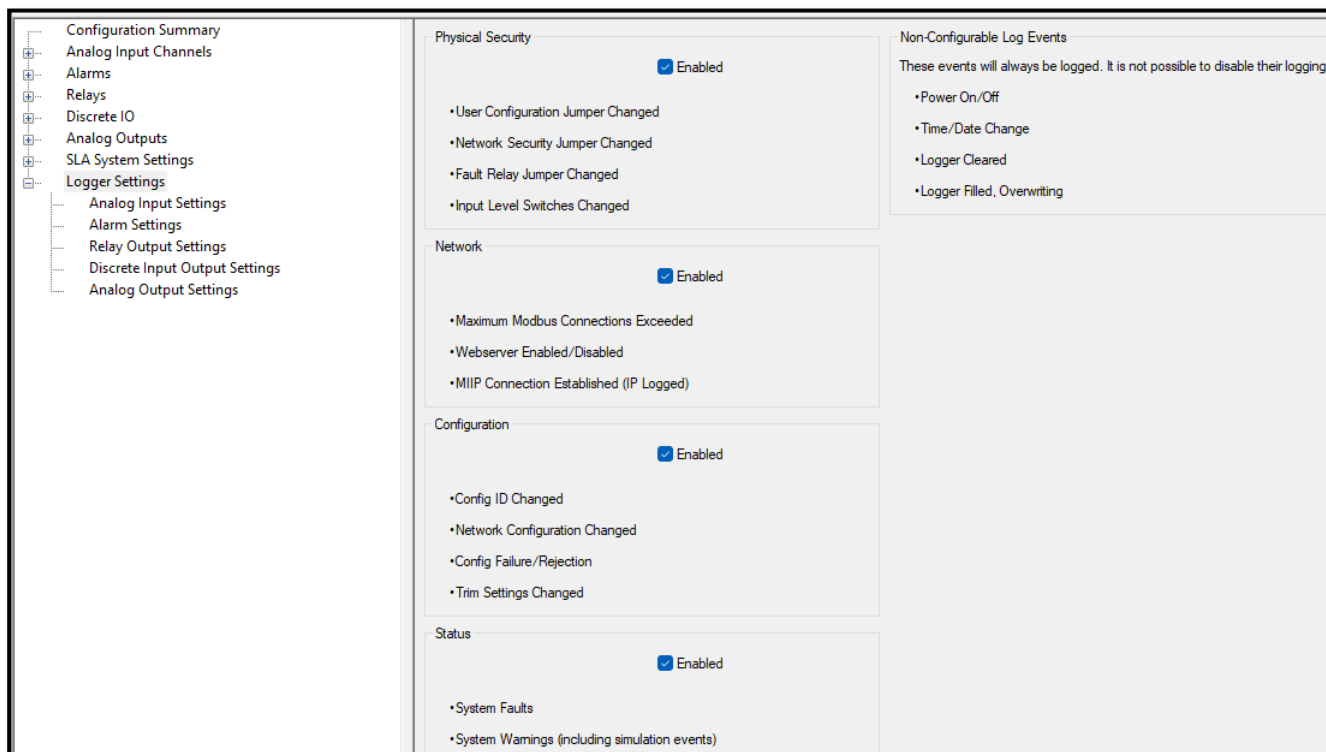 Configuration Summary
Analog Input Channels
Alarms
Relays
Discrete IO
Analog Outputs
SLA System Settings
Logger Settings
Analog Input Settings
Alarm Settings
Relay Output Settings
Discrete Input Output Settings
Analog Output Settings
Physical Security
Enabled
•User Configuration Jumper Changed
•Network Security Jumper Changed
•Fault Relay Jumper Changed
•Input Level Switches Changed
Network
Enabled
•Maximum Modbus Connections Exceeded
•Webserver Enabled/Disabled
•MIIP Connection Established (IP Logged)
Configuration
Enabled
•Config ID Changed
•Network Configuration Changed
•Config Failure/Rejection
•Trim Settings Changed
Status
Enabled
•System Faults
•System Warnings (including simulation events)
Non-Configurable Log Events
These events will always be logged. It is not possible to disable their logging
•Power On/Off
•Time/Date Change
•Logger Cleared
•Logger Filled, Overwriting